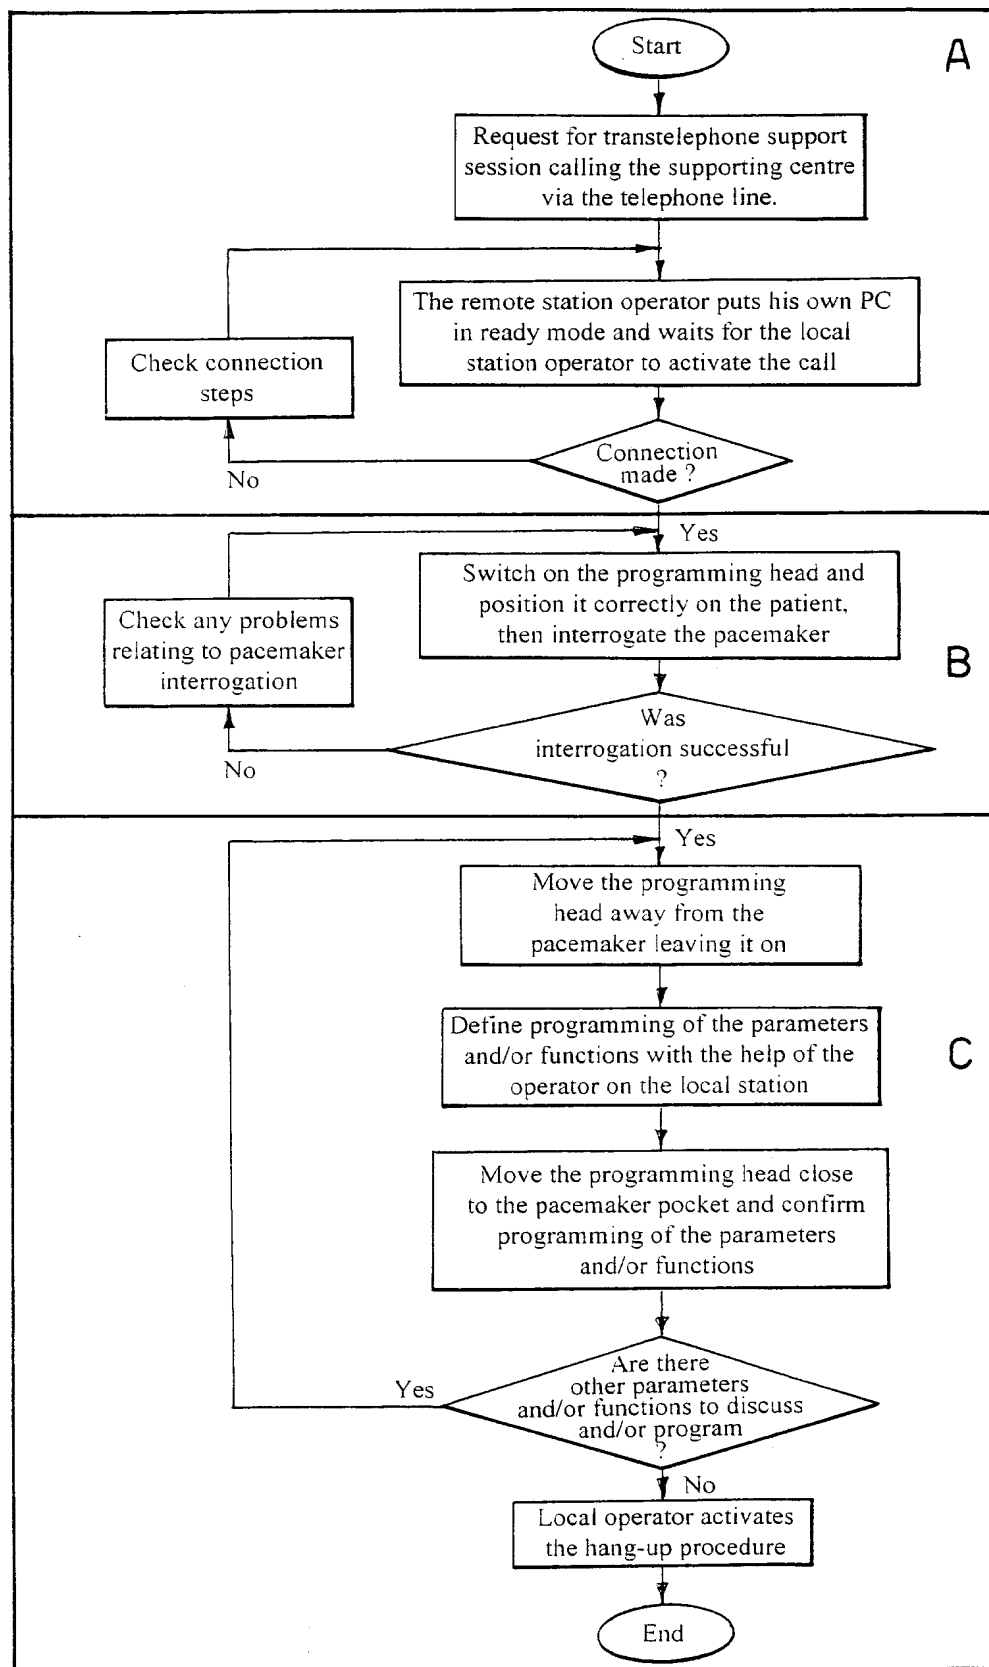 Start
A
Request for transtelephone support
session calling the supporting centre
via the telephone line.
The remote station operator puts his own PC
in ready mode and waits for the local
station operator to activate the call
Check connection
steps
Connection
made ?
No
Yes
Switch on the programming head and
position it correctly on the patient,
then interrogate the pacemaker
Check any problems
relating to pacemaker
interrogation
B
Was
interrogation successful
?
No
Yes
Move the programming
head away from the
pacemaker leaving it on
Define programming of the parameters
and/or functions with the help of the
operator on the local station
C
Move the programming head close
to the pacemaker pocket and confirm
programming of the parameters
and/or functions
Are there
other parameters
and/or functions to discuss
and/or program
?
Yes
No
Local operator activates
the hang-up procedure
End